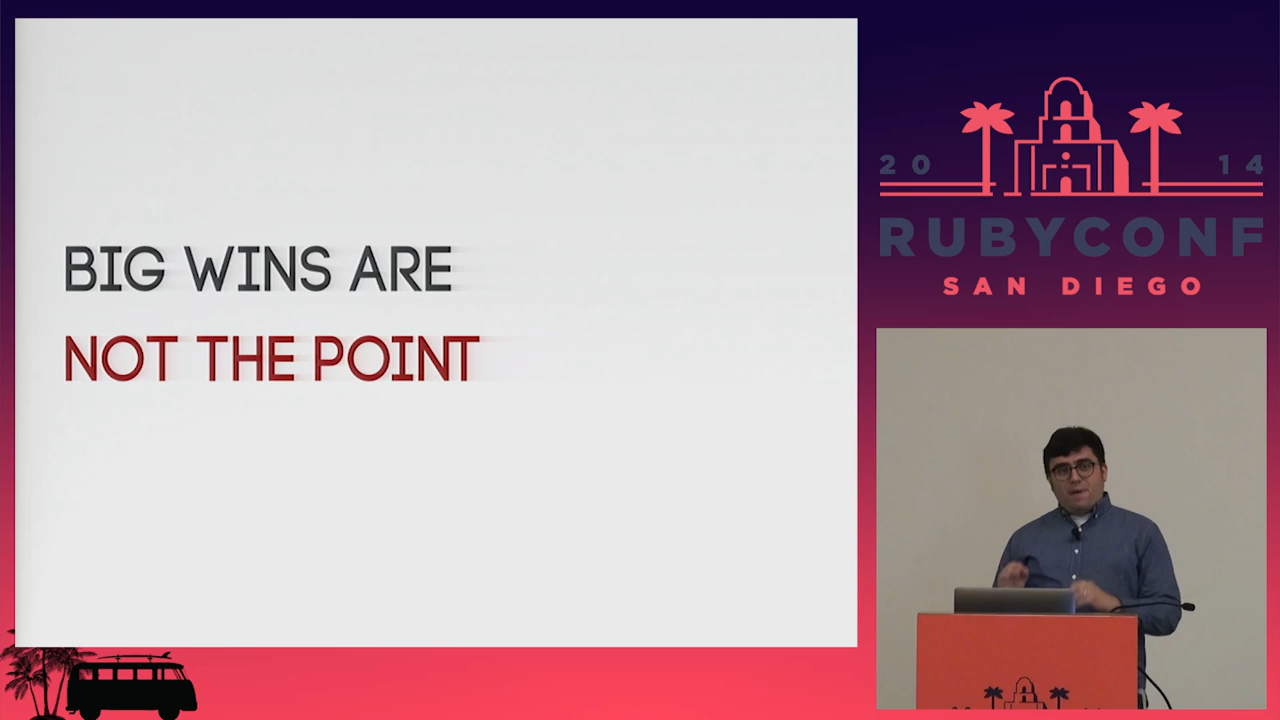 BIG WINS ARE
NOT THE POINT
20 14
RUBYCONF
SAN DIEGO